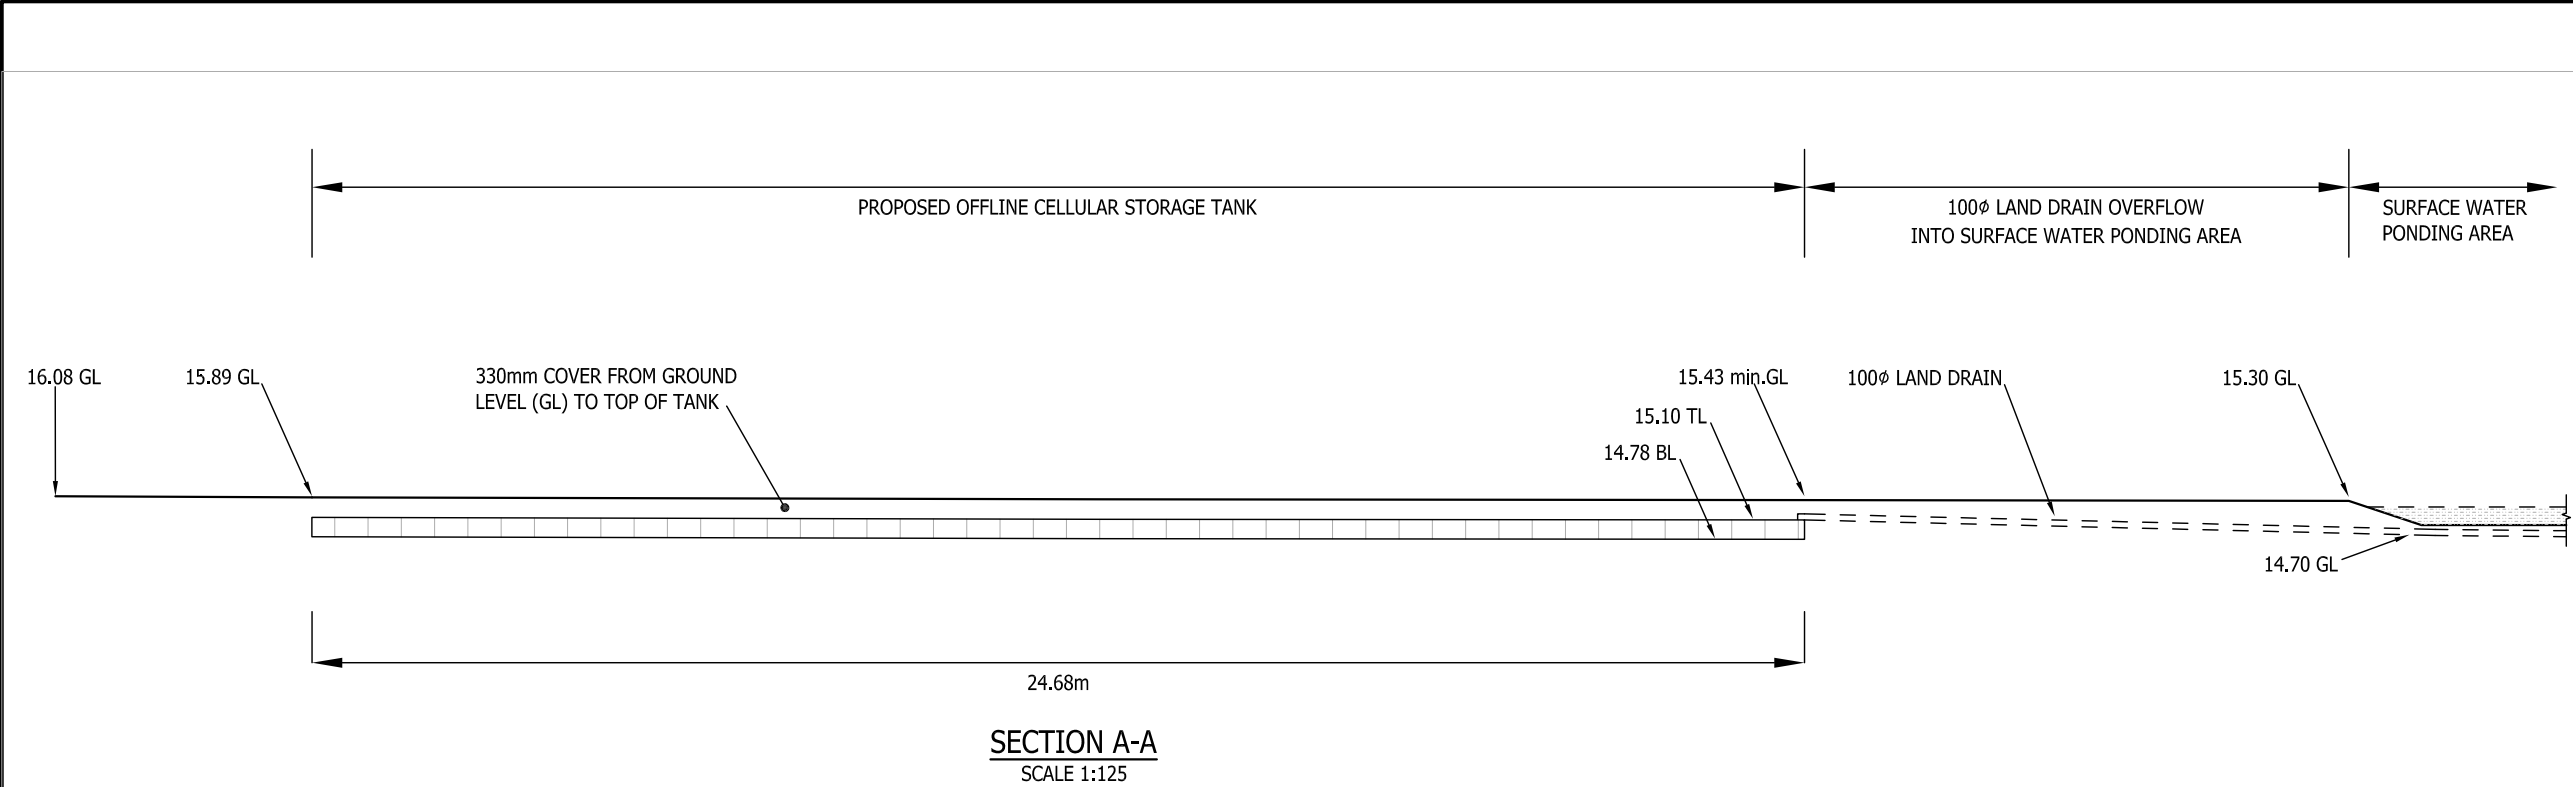 PROPOSED OFFLINE CELLULAR STORAGE TANK
100ϕ LAND DRAIN OVERFLOW
INTO SURFACE WATER PONDING AREA
SURFACE WATER
PONDING AREA
16.08 GL
15.89 GL
330mm COVER FROM GROUND
LEVEL (GL) TO TOP OF TANK
15.43 min.GL
15.10 TL
14.78 BL
100ϕ LAND DRAIN
15.30 GL
14.70 GL
24.68m
SECTION A-A
SCALE 1:125